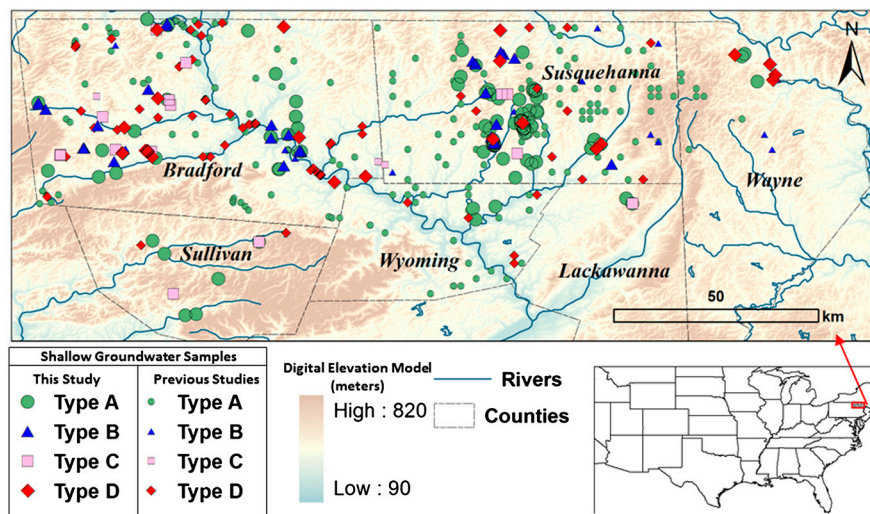 N
Susquehanna
Bradford
Wayne
Sullivan
Wyoming
Lackawanna
50
km
Shallow Groundwater Samples
This Study
Previous Studies
Type A
Type A
Type B
Type B
Type C
Type C
Type D
Type D
Digital Elevation Model
(meters)
High : 820
Low : 90
Rivers
Counties